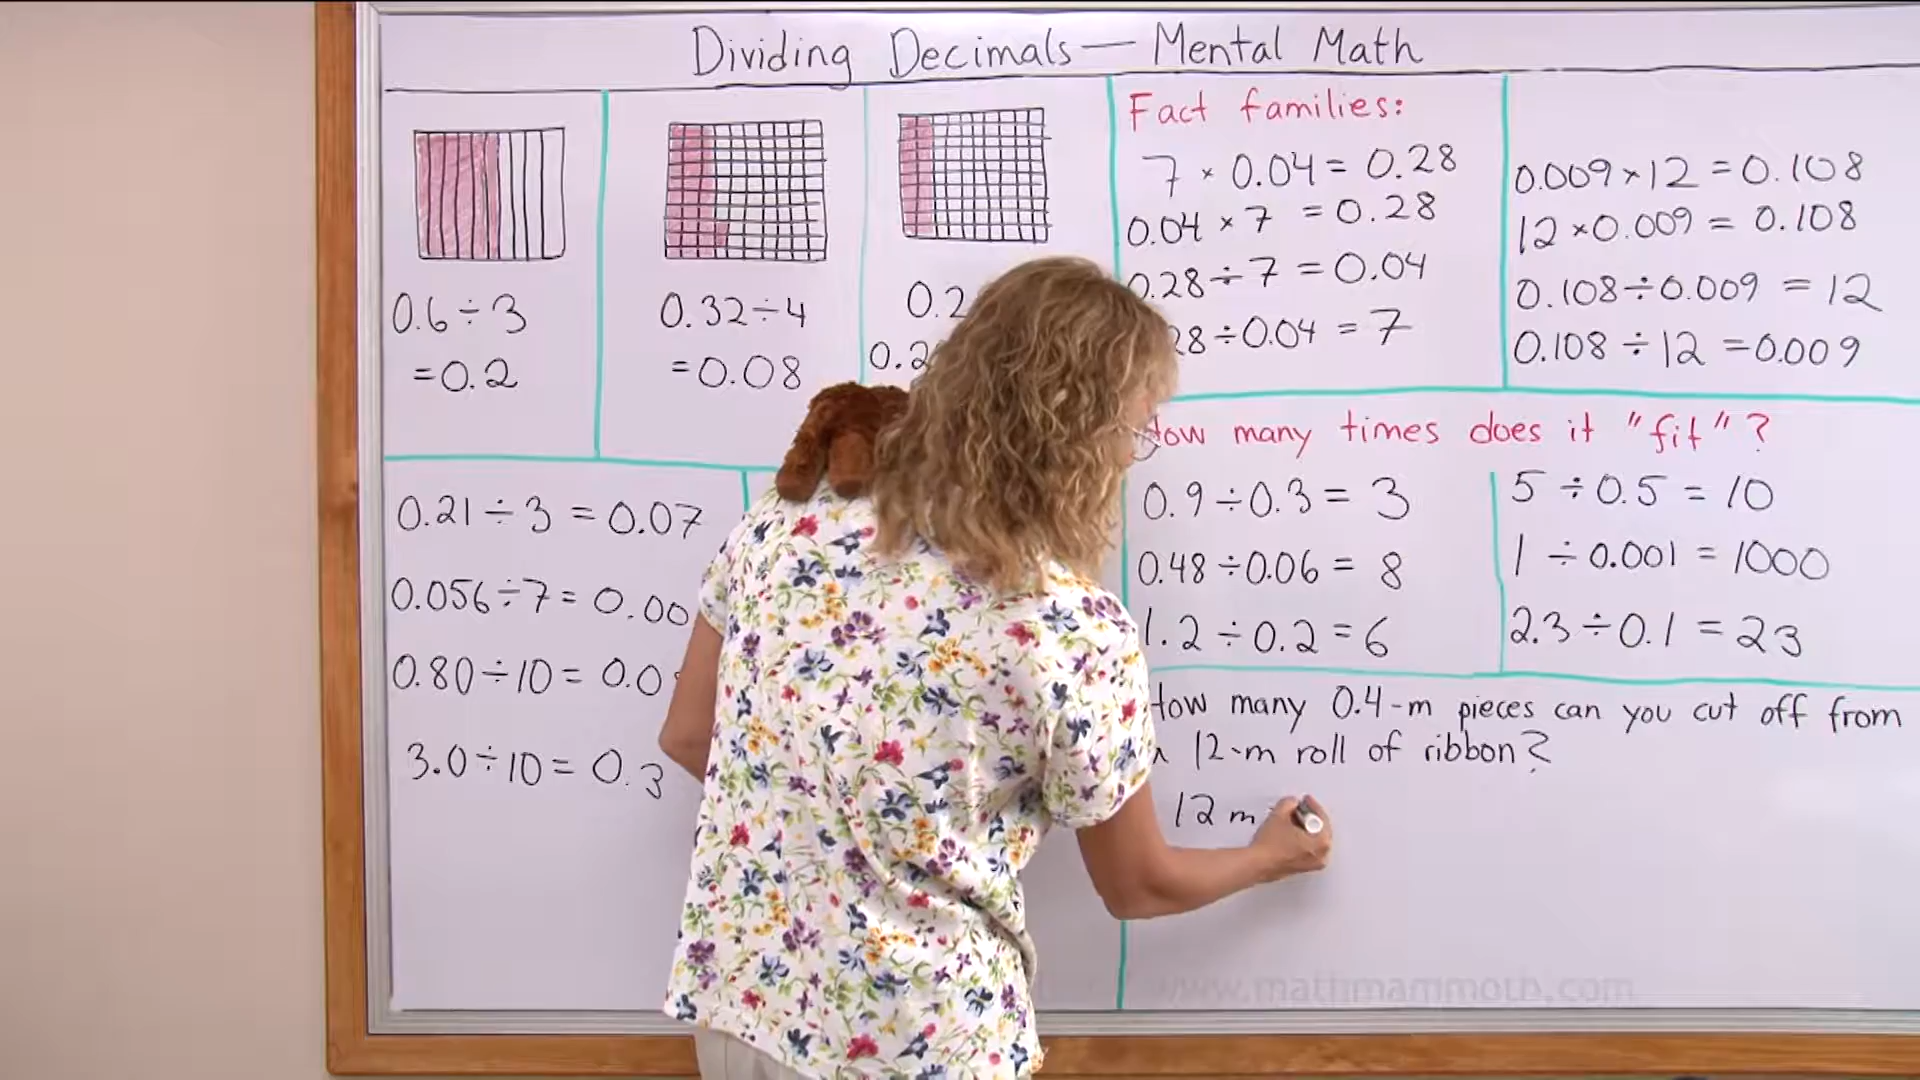 Dividing Decimals — Mental Math
0.6 ÷ 3
= 0.2
0.32 ÷ 4
= 0.08
0.2
0.2
Fact families:
7 × 0.04 = 0.28
0.04 × 7 = 0.28
0.28 ÷ 7 = 0.04
28 ÷ 0.04 = 7
0.009 × 12 = 0.108
12 × 0.009 = 0.108
0.108 ÷ 0.009 = 12
0.108 ÷ 12 = 0.009
0.21 ÷ 3 = 0.07
0.056 ÷ 7 = 0.00
0.80 ÷ 10 = 0.0
3.0 ÷ 10 = 0.3
How many times does it "fit"?
0.9 ÷ 0.3 = 3
0.48 ÷ 0.06 = 8
1.2 ÷ 0.2 = 6
5 ÷ 0.5 = 10
1 ÷ 0.001 = 1000
2.3 ÷ 0.1 = 23
How many 0.4-m pieces can you cut off from
a 12-m roll of ribbon?
12 m
www.mathmammoth.com